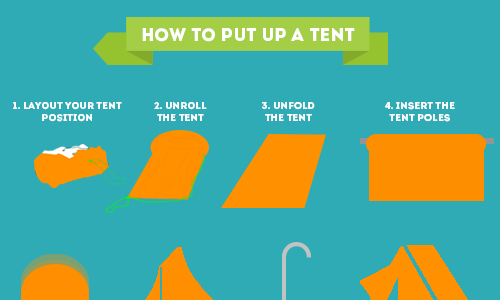 HOW TO PUT UP A TENT
1. LAYOUT YOUR TENT
POSITION
2. UNROLL
THE TENT
3. UNFOLD
THE TENT
4. INSERT THE
TENT POLES